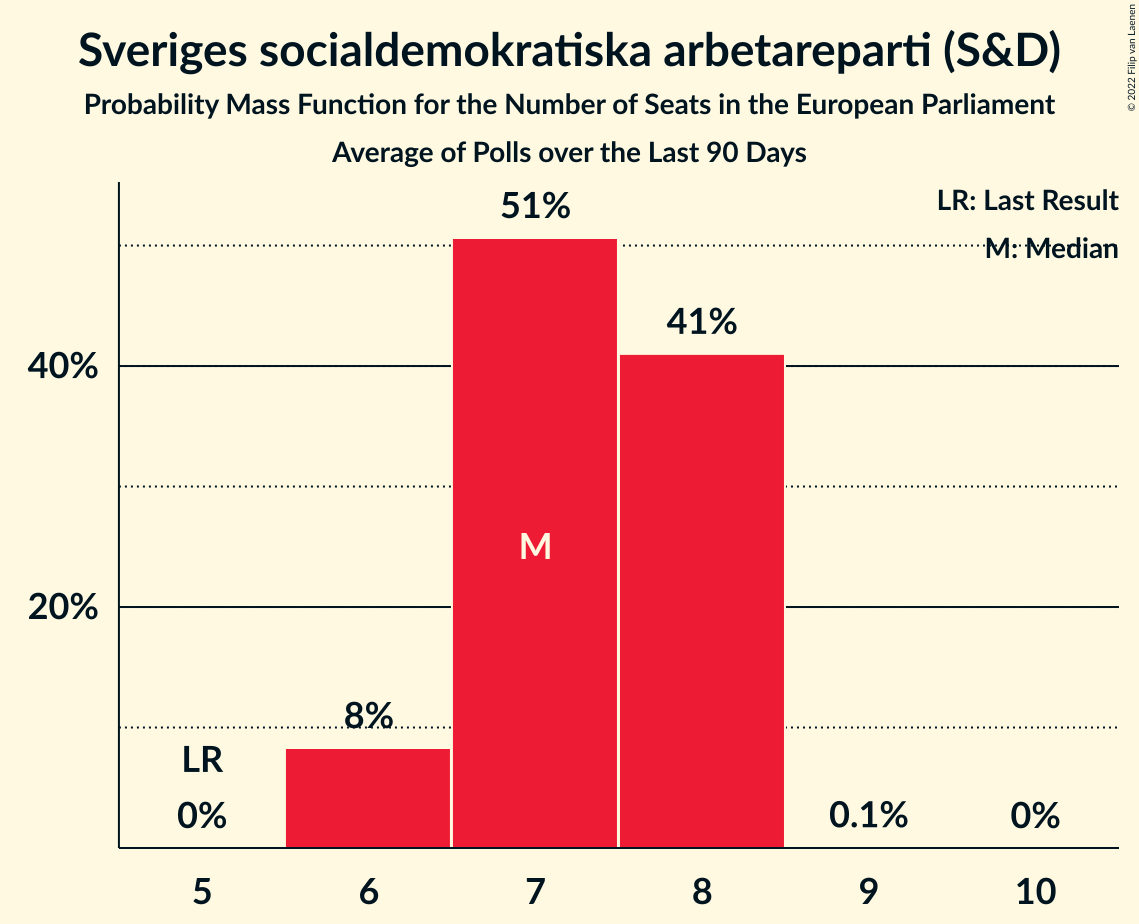 Sveriges socialdemokratiska arbetareparti (S&D)
Probability Mass Function for the Number of Seats in the European Parliament
Average of Polls over the Last 90 Days
© 2022 Filip van Laenen
LR: Last Result
M: Median
51%
41%
40%
M
20%
8%
LR
0%
0.1%
0%
5 6 7 8 9 10